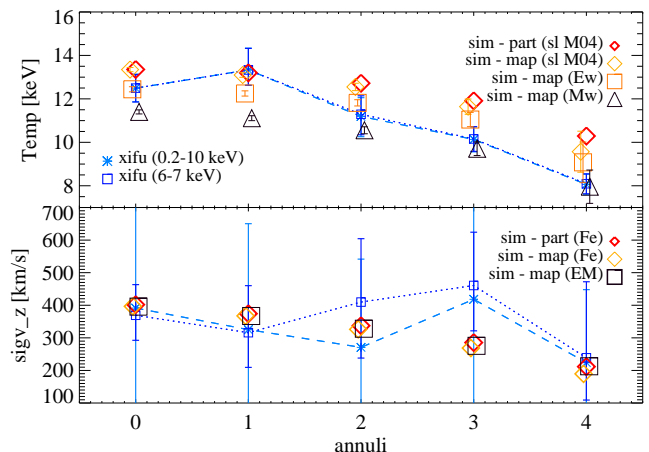 16
14
12
10
8
Temp [keV]
sim - part (sl M04)
sim - map (sl M04)
sim - map (Ew)
sim - map (Mw)
xifu (0.2-10 keV)
xifu (6-7 keV)
700
600
500
400
300
200
100
sigv_z [km/s]
sim - part (Fe)
sim - map (Fe)
sim - map (EM)
0 1 2 3 4
annuli